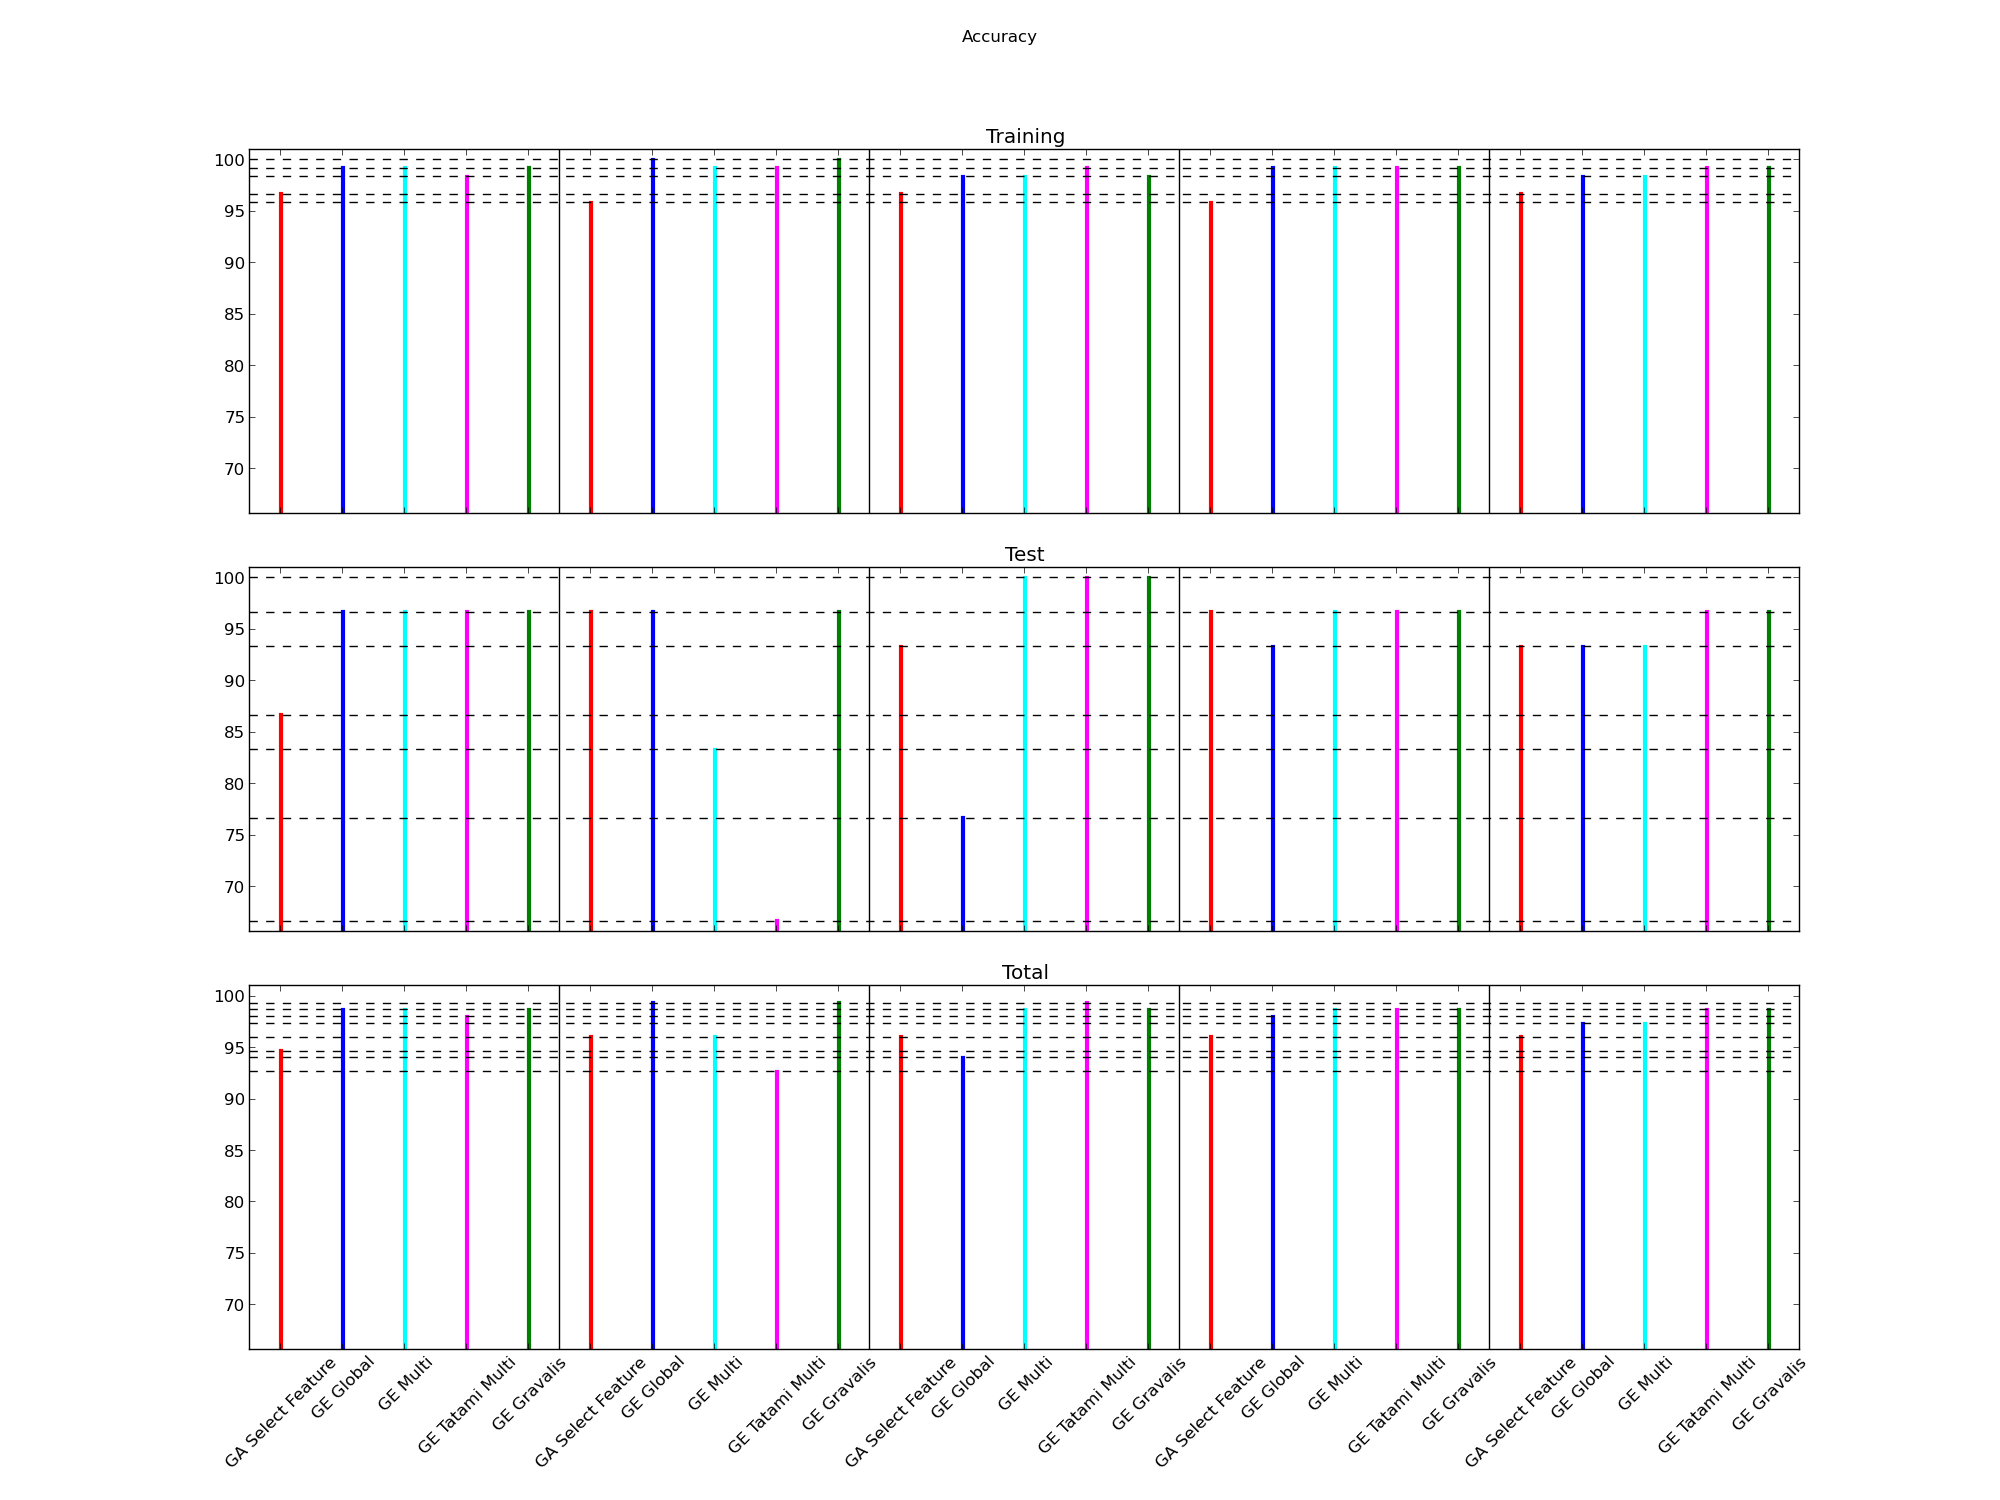 Accuracy
Training
100
95
90
85
80
75
70
Test
100
95
90
85
80
75
70
Total
100
95
90
85
80
75
70
GA Select Feature
GE Global
GE Multi
GE Tatami Multi
GE Gravalis
GA Select Feature
GE Global
GE Multi
GE Tatami Multi
GE Gravalis
GA Select Feature
GE Global
GE Multi
GE Tatami Multi
GE Gravalis
GA Select Feature
GE Global
GE Multi
GE Tatami Multi
GE Gravalis
GA Select Feature
GE Global
GE Multi
GE Tatami Multi
GE Gravalis